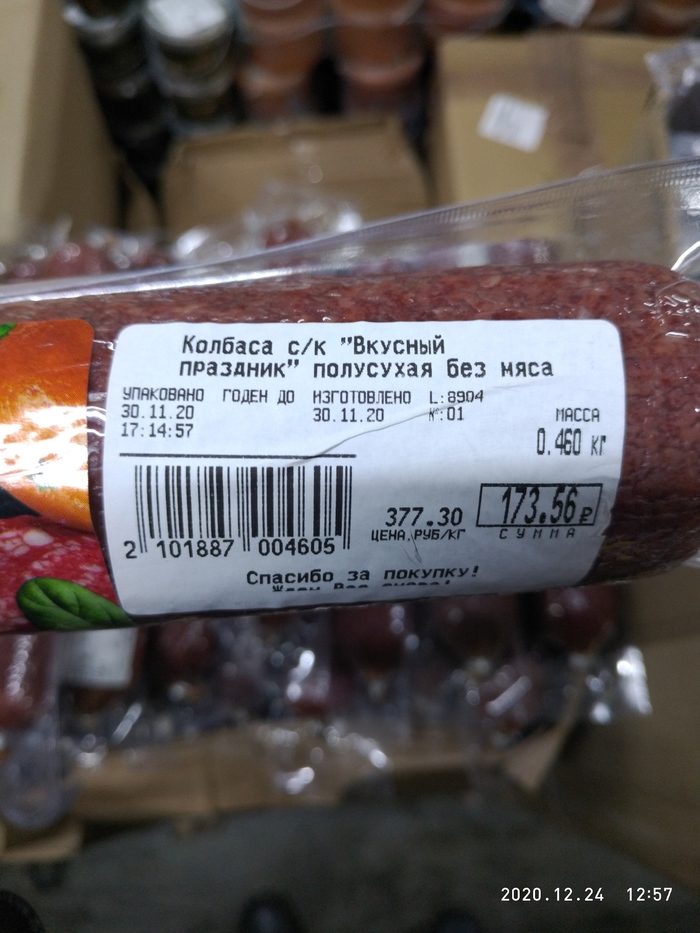 Колбаса с/к "Вкусный
праздник" полусухая без мяса
УПАКОВАНО ГОДЕН ДО ИЗГОТОВЛЕНО L:8904
30.11.20 30.11.20 №:01
17:14:57
МАССА
0.460 кг
377.30
ЦЕНА,РУБ/КГ
173.56 ₽
СУММА
2 101887 004605
Спасибо за покупку!
2020.12.24 12:57